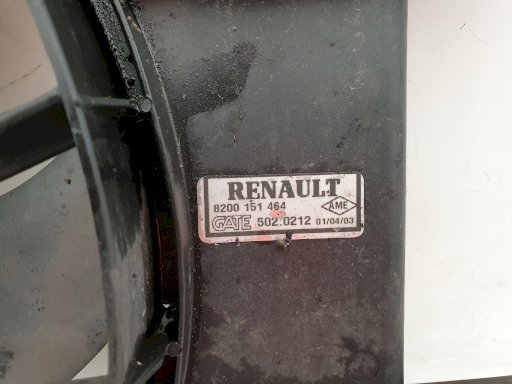 RENAULT
8200 151 464
AME
GATE 502.0212 01/04/03